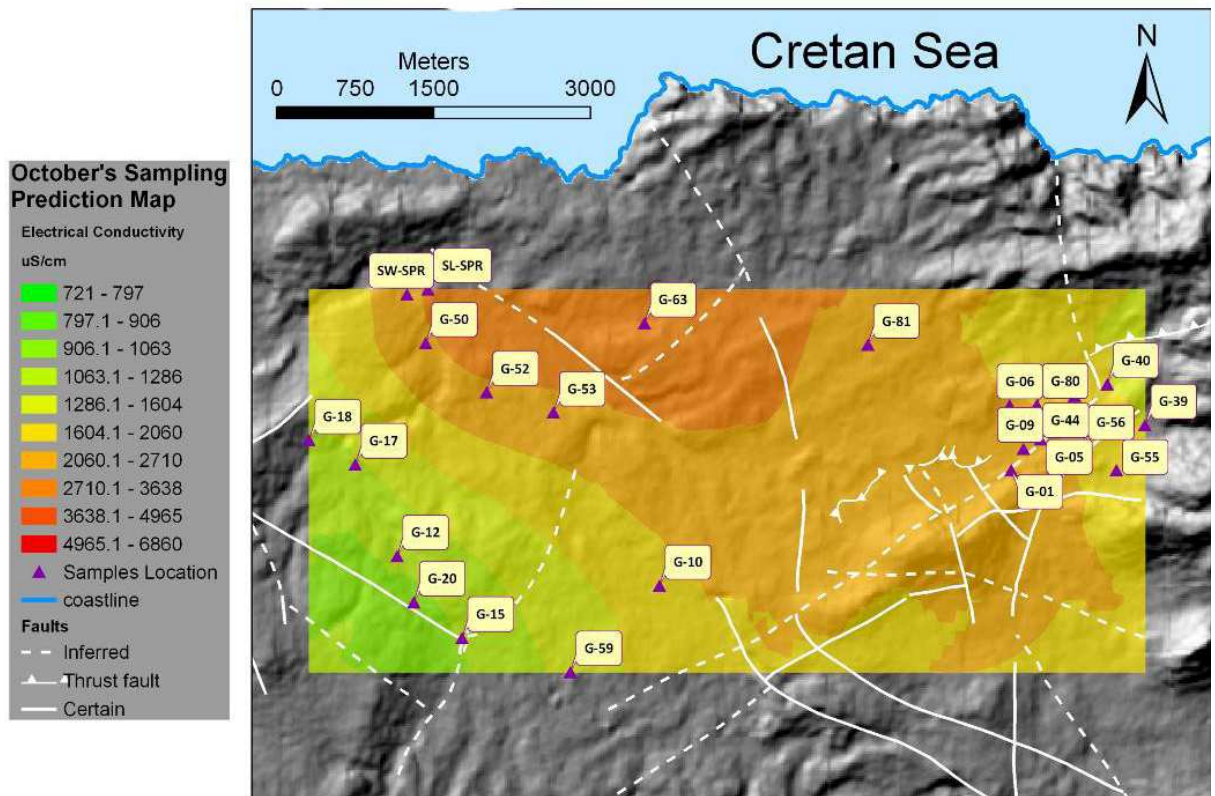 Cretan Sea
N
Meters
0 750 1500 3000
October's Sampling
Prediction Map
Electrical Conductivity
uS/cm
721 - 797
797.1 - 906
906.1 - 1063
1063.1 - 1286
1286.1 - 1604
1604.1 - 2060
2060.1 - 2710
2710.1 - 3638
3638.1 - 4965
4965.1 - 6860
Samples Location
coastline
Faults
Inferred
Thrust fault
Certain
SW-SPR
SL-SPR
G-63
G-50
G-81
G-52
G-53
G-40
G-06
G-80
G-39
G-18
G-17
G-09
G-44
G-56
G-05
G-55
G-01
G-12
G-10
G-20
G-15
G-59